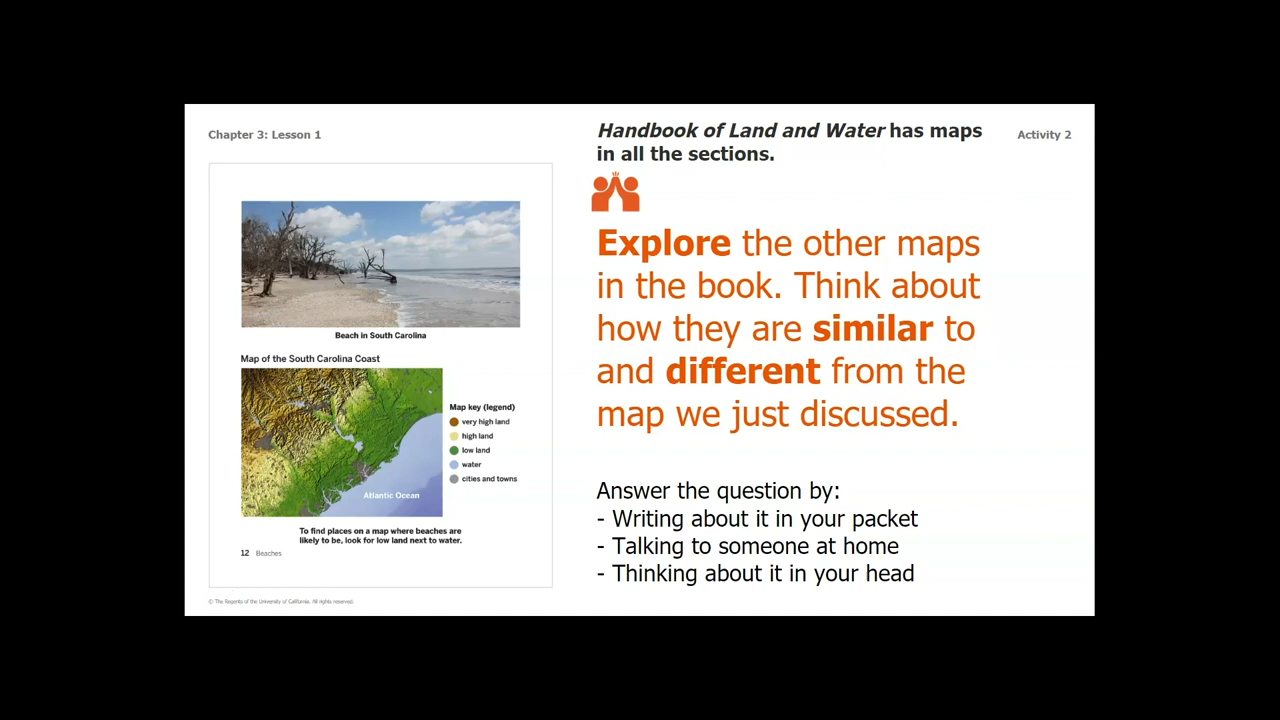 Chapter 3: Lesson 1
Beach in South Carolina
Map of the South Carolina Coast
Atlantic Ocean
Map key (legend)
very high land
high land
low land
water
cities and towns
To find places on a map where beaches are
likely to be, look for low land next to water.
12 Beaches
© The Regents of the University of California. All rights reserved.
Handbook of Land and Water has maps
in all the sections.
Activity 2
Explore the other maps
in the book. Think about
how they are similar to
and different from the
map we just discussed.
Answer the question by:
- Writing about it in your packet
- Talking to someone at home
- Thinking about it in your head